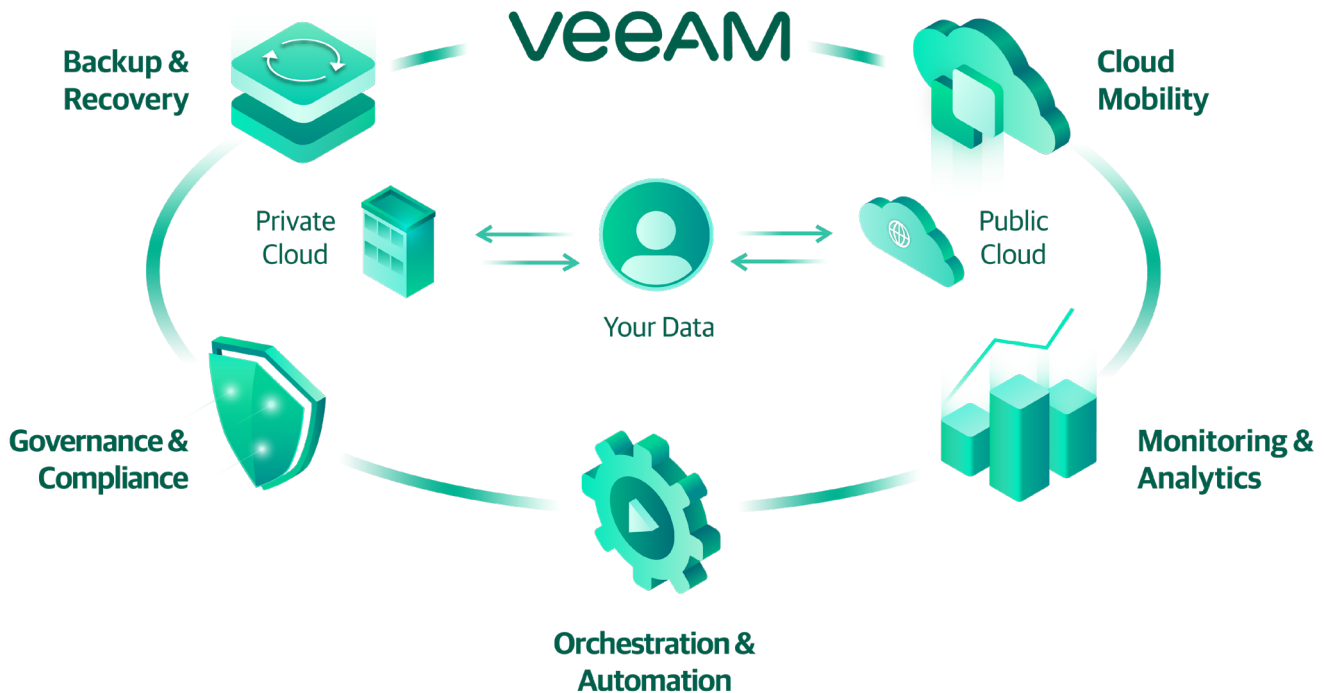 veeAM
Backup &
Recovery
Cloud
Mobility
Private
Cloud
Public
Cloud
Your Data
Governance &
Compliance
Monitoring &
Analytics
Orchestration &
Automation